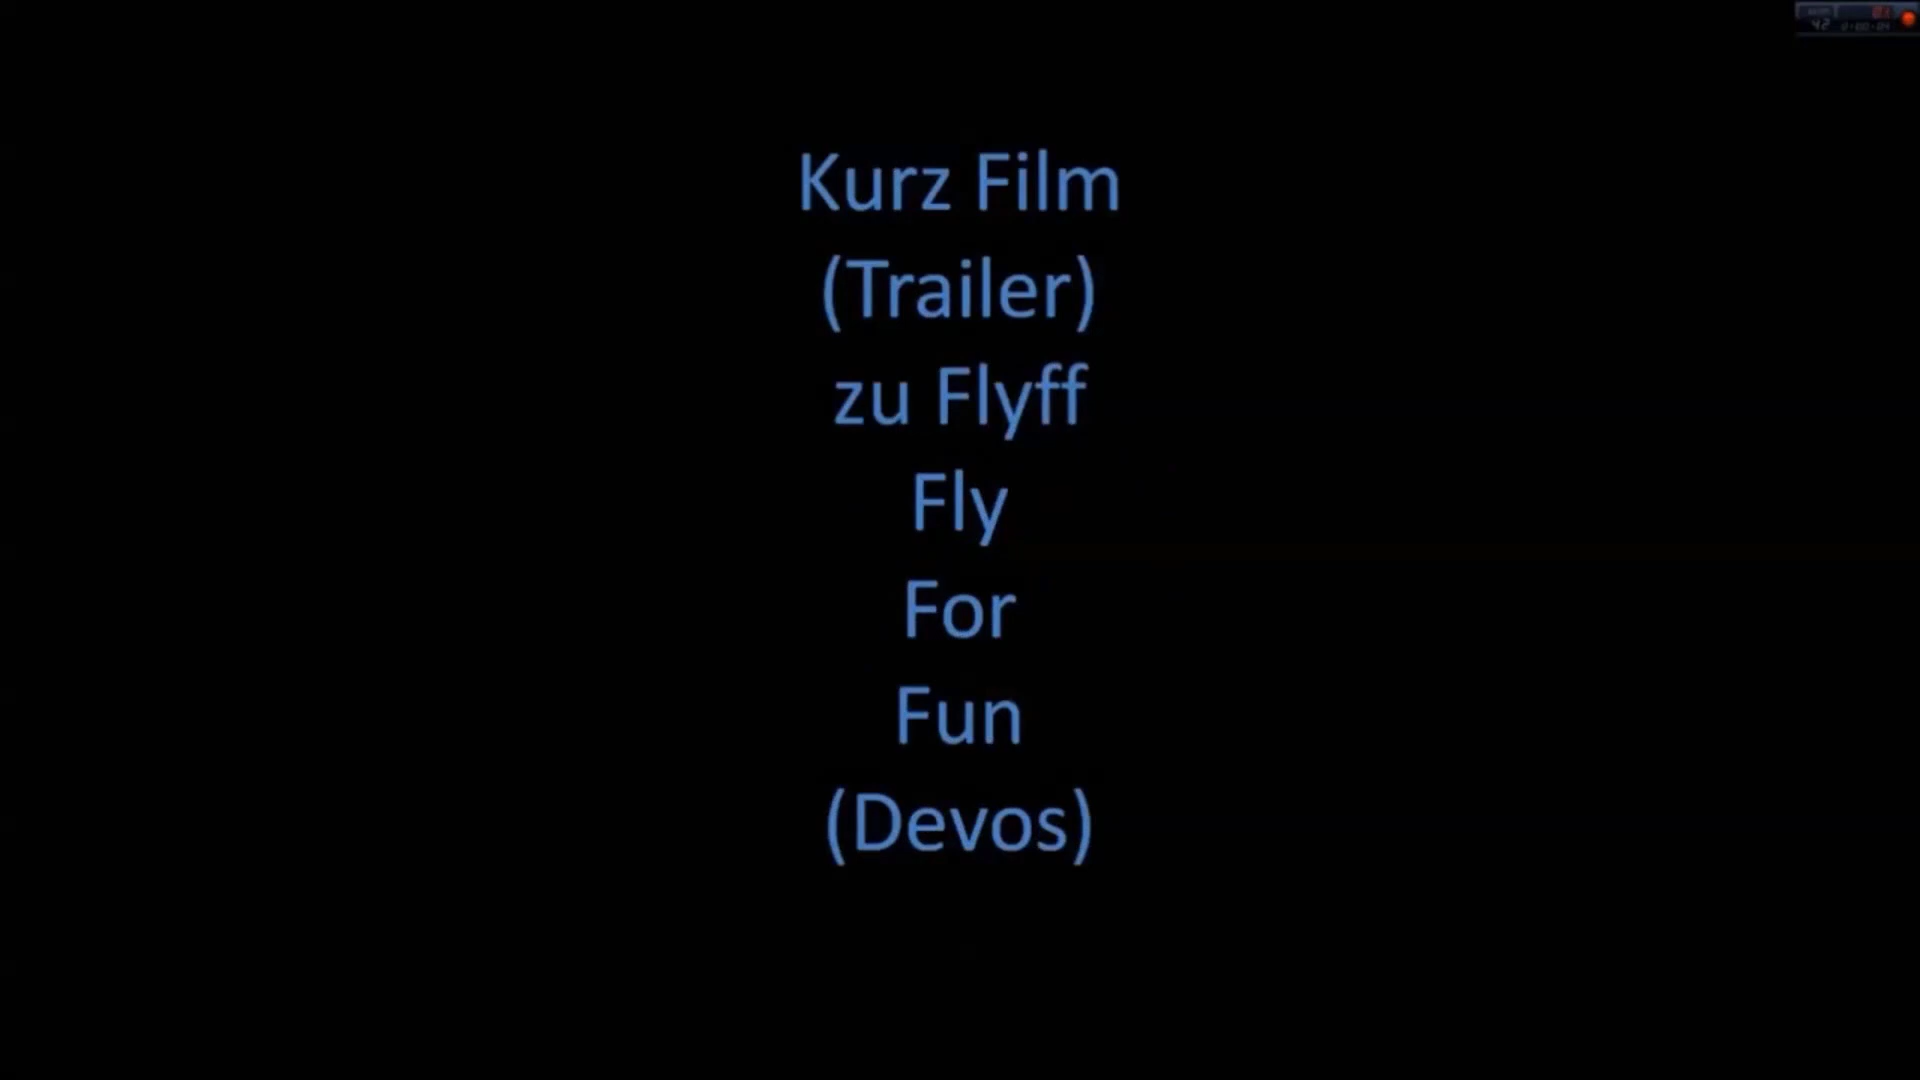 Kurz Film
(Trailer)
zu Flyff
Fly
For
Fun
(Devos)